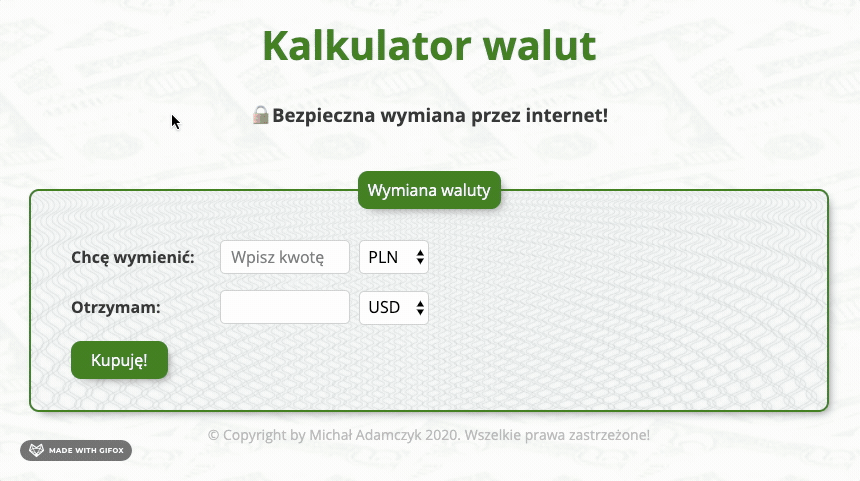 Kalkulator walut
Bezpieczna wymiana przez internet!
Wymiana waluty
Chcę wymienić: Wpisz kwotę PLN
Otrzymam: USD
Kupuję!
© Copyright by Michał Adamczyk 2020. Wszelkie prawa zastrzeżone!
MADE WITH GIFOX